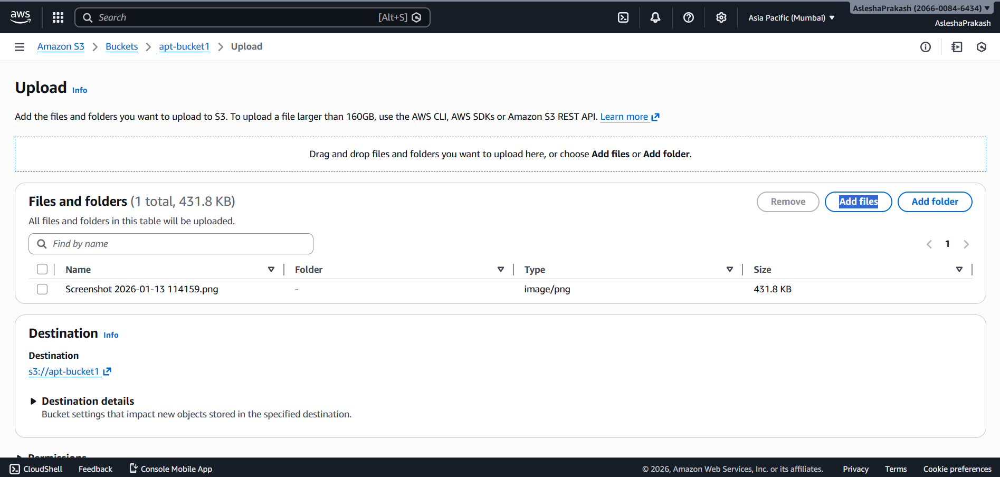 aws
Search [Alt+S]
Asia Pacific (Mumbai) ▼
AsleshaPrakash (2066-0084-6434) ▼
AsleshaPrakash
Amazon S3 > Buckets > apt-bucket1 > Upload
Upload Info
Add the files and folders you want to upload to S3. To upload a file larger than 160GB, use the AWS CLI, AWS SDKs or Amazon S3 REST API. Learn more
Drag and drop files and folders you want to upload here, or choose Add files or Add folder.
Files and folders (1 total, 431.8 KB)
Remove Add files Add folder
All files and folders in this table will be uploaded.
Find by name
1
Name Folder Type Size
Screenshot 2026-01-13 114159.png - image/png 431.8 KB
Destination Info
Destination
s3://apt-bucket1
Destination details
Bucket settings that impact new objects stored in the specified destination.
Permissions
CloudShell Feedback Console Mobile App © 2026, Amazon Web Services, Inc. or its affiliates. Privacy Terms Cookie preferences